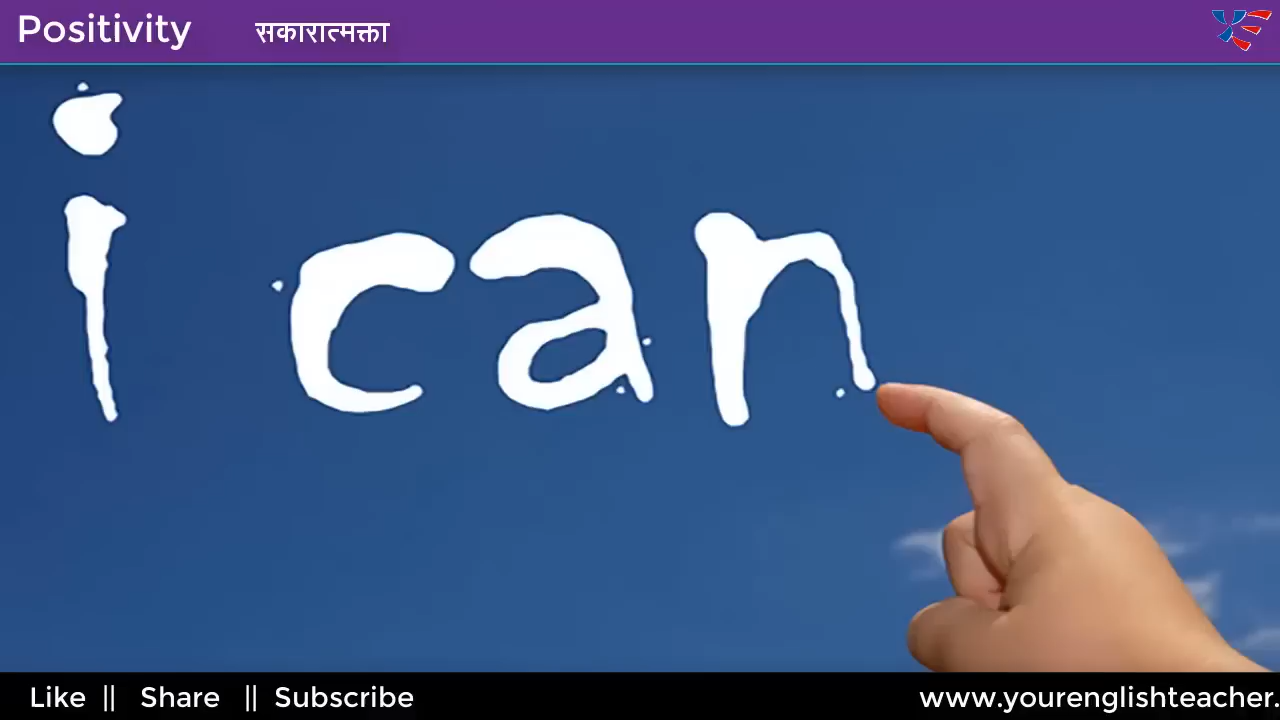 Positivity सकारात्मक्ता
i can
Like || Share || Subscribe www.yourenglishteacher.